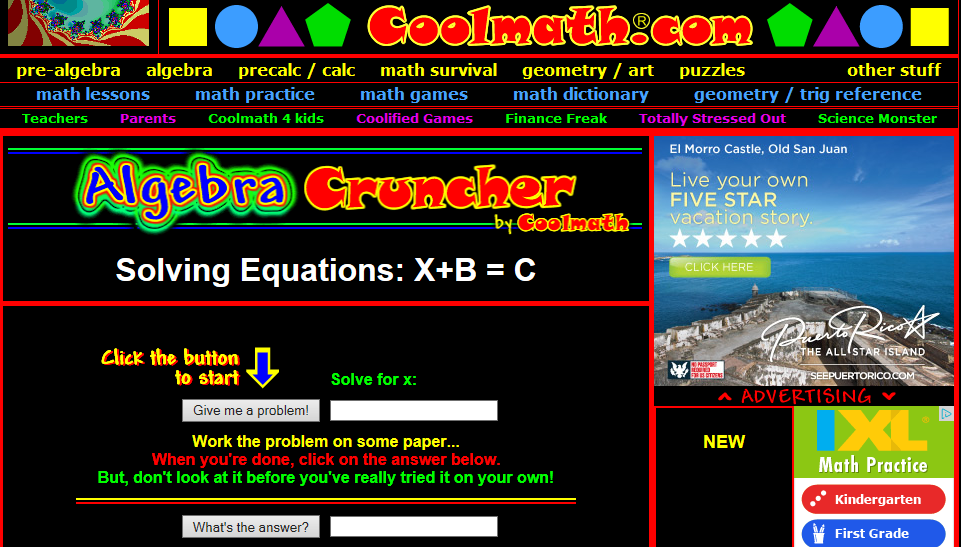 Coolmath®.com
pre-algebra algebra precalc / calc math survival geometry / art puzzles other stuff
math lessons math practice math games math dictionary geometry / trig reference
Teachers Parents Coolmath 4 kids Coolified Games Finance Freak Totally Stressed Out Science Monster
Algebra Cruncher
by Coolmath
Solving Equations: X+B = C
Click the button
to start
Solve for x:
Give me a problem!
Work the problem on some paper...
When you're done, click on the answer below.
But, don't look at it before you've really tried it on your own!
What's the answer?
El Morro Castle, Old San Juan
Live your own
FIVE STAR
vacation story.
CLICK HERE
Puerto Rico
THE ALL STAR ISLAND
NO PASSPORT
REQUIRED
FOR US CITIZENS
SEEPUERTORICO.COM
ADVERTISING
NEW
IXL
Math Practice
Kindergarten
First Grade